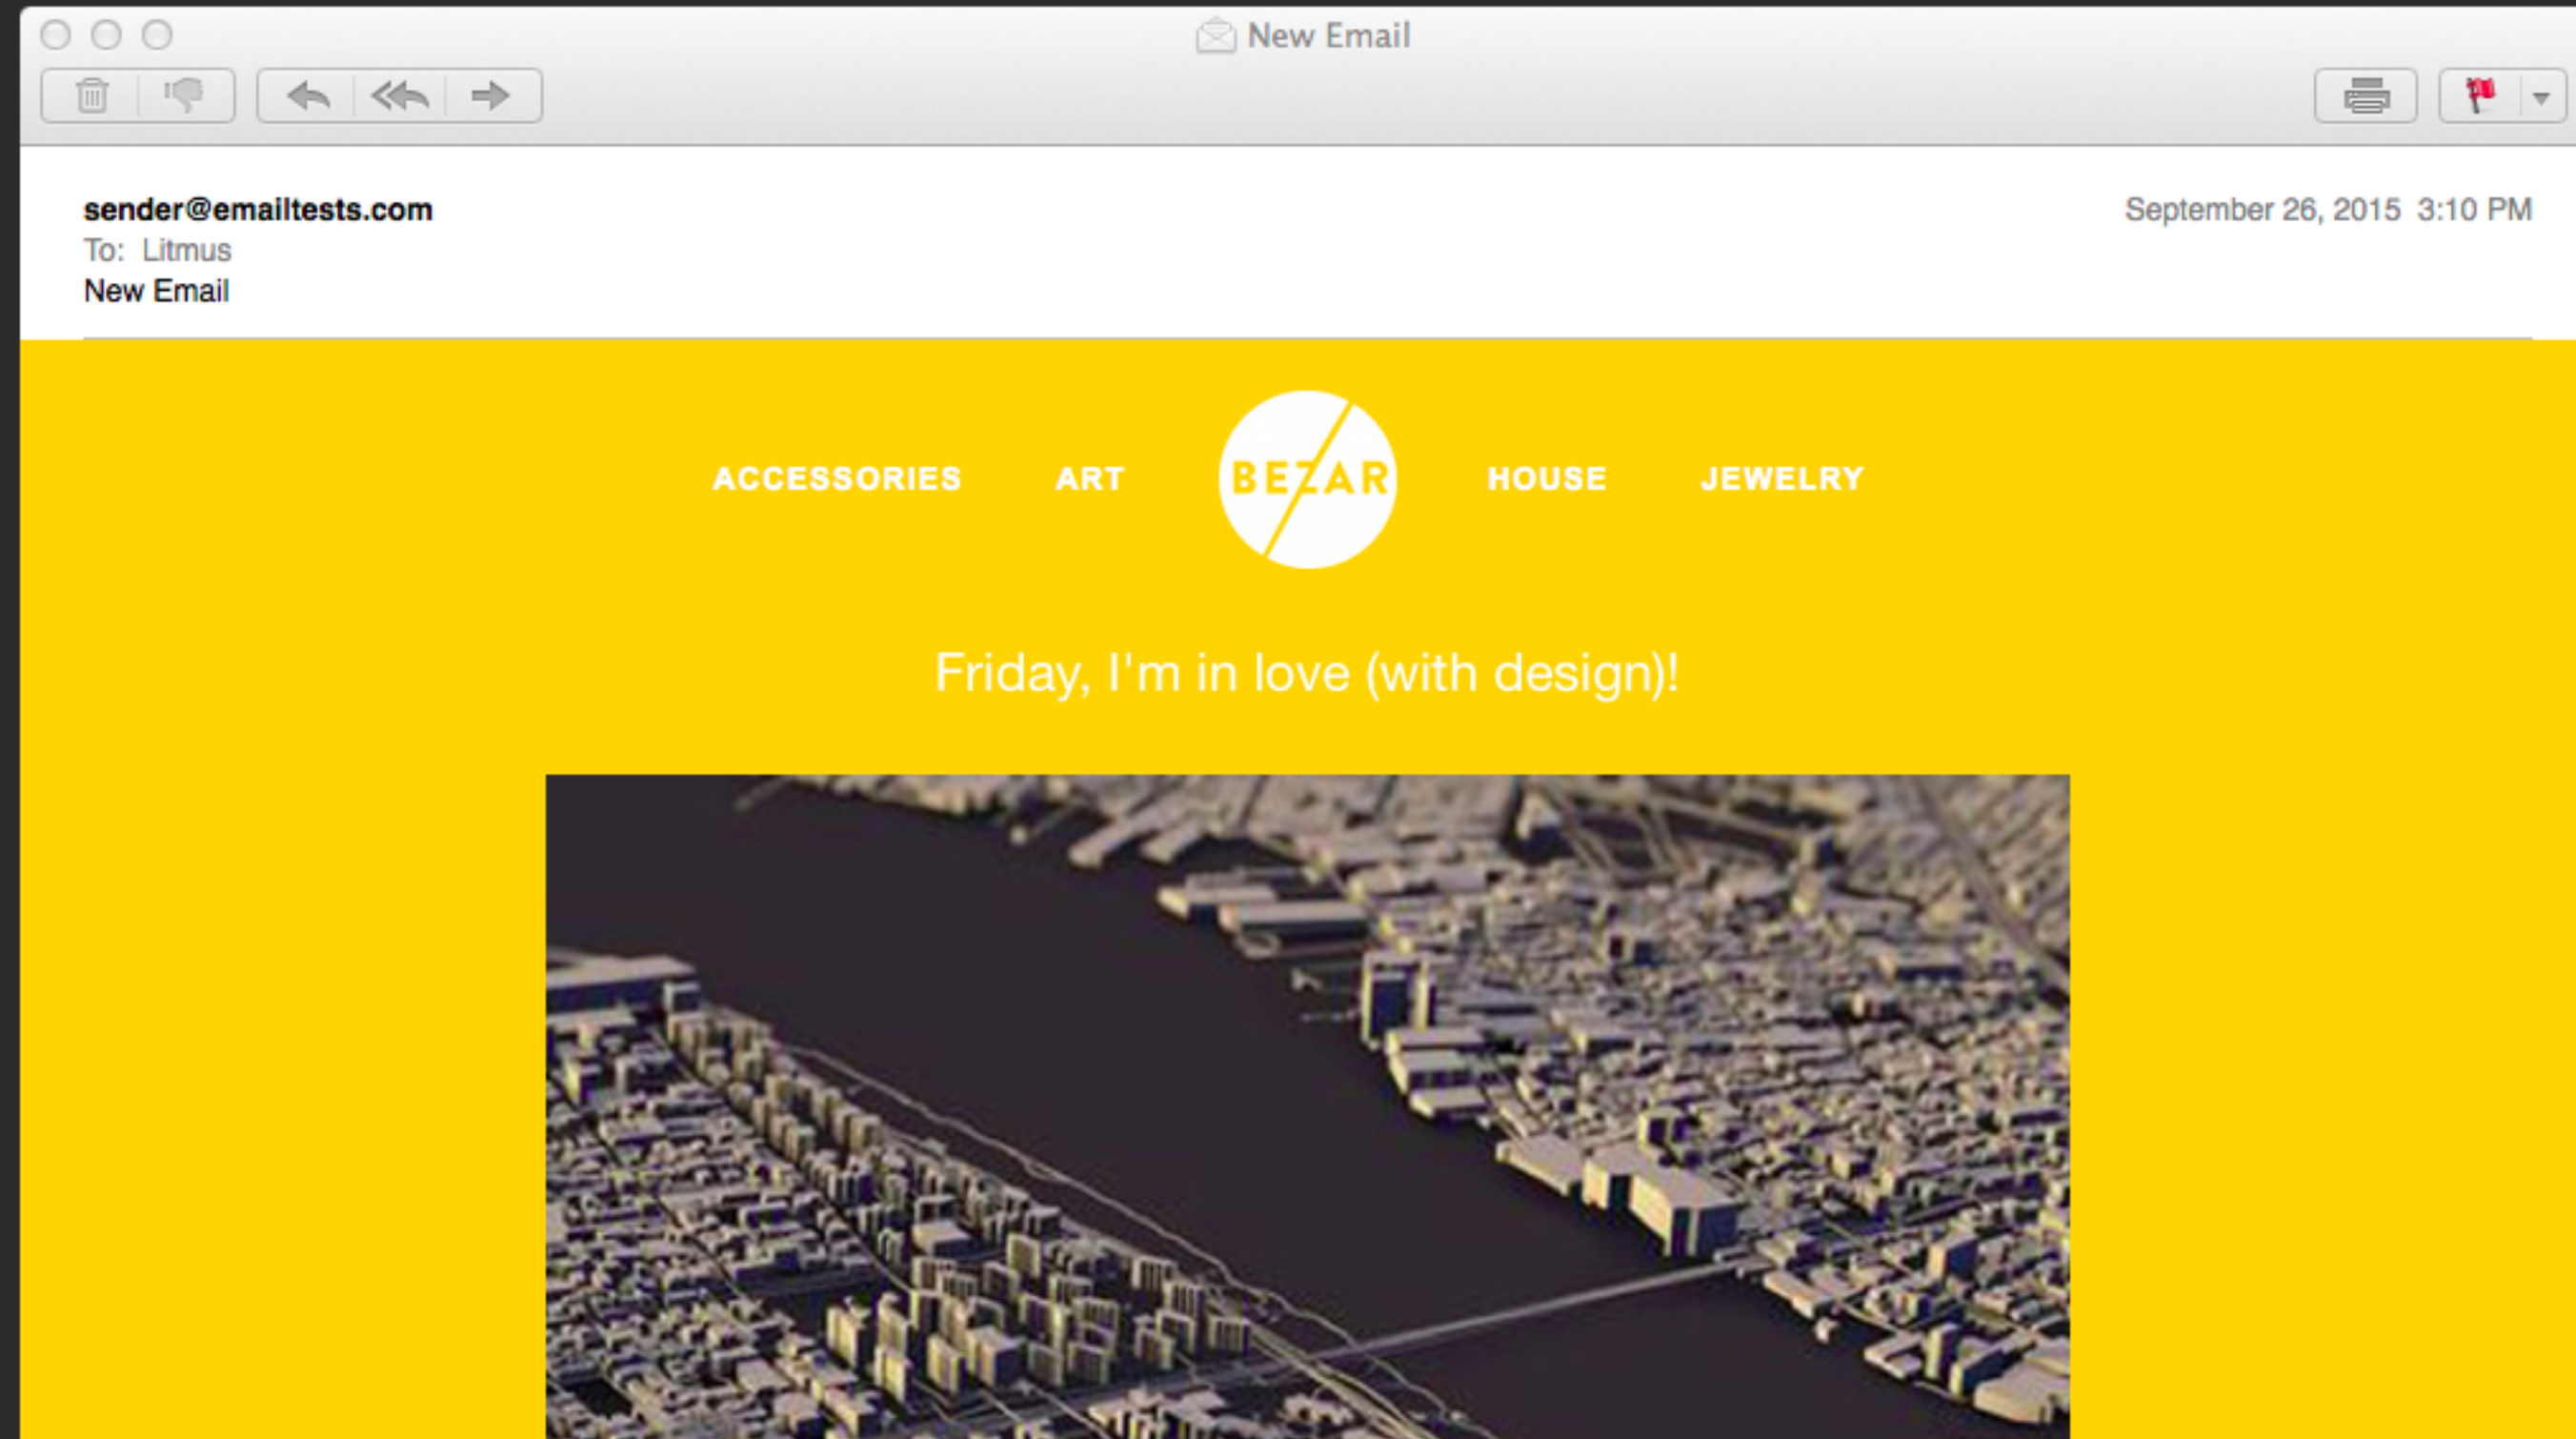 New Email
sender@emailtests.com
September 26, 2015 3:10 PM
To: Litmus
New Email
ACCESSORIES ART BEZAR HOUSE JEWELRY
Friday, I'm in love (with design)!